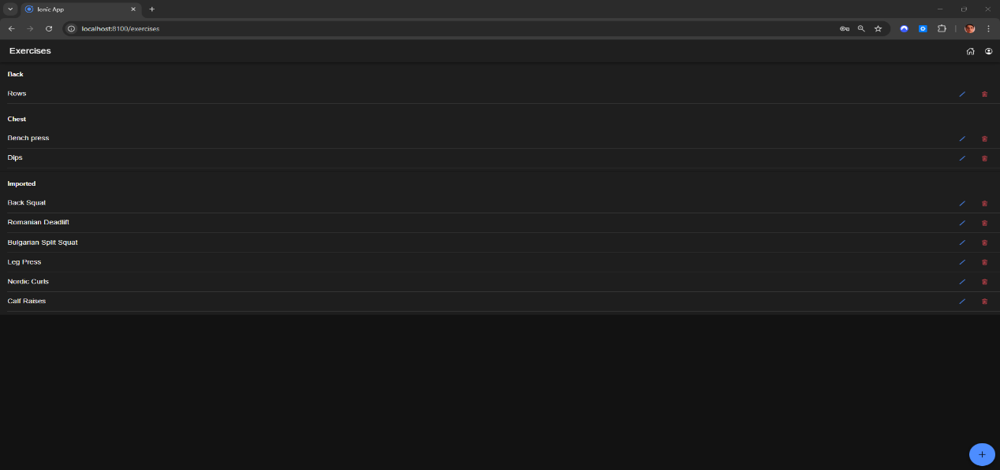 Ionic App
localhost:8100/exercises
Exercises
Back
Rows
Chest
Bench press
Dips
Imported
Back Squat
Romanian Deadlift
Bulgarian Split Squat
Leg Press
Nordic Curls
Calf Raises